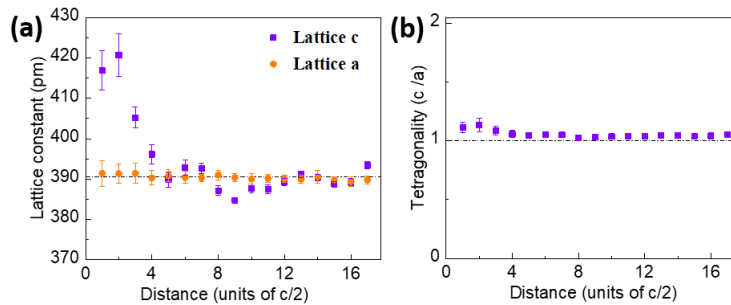 (a)
Lattice c
Lattice a
Lattice constant (pm)
430
420
410
400
390
380
370
360
0
4
8
12
16
Distance (units of c/2)
(b)
Tetragonality (c /a)
2
1
0
0
4
8
12
16
Distance (units of c/2)